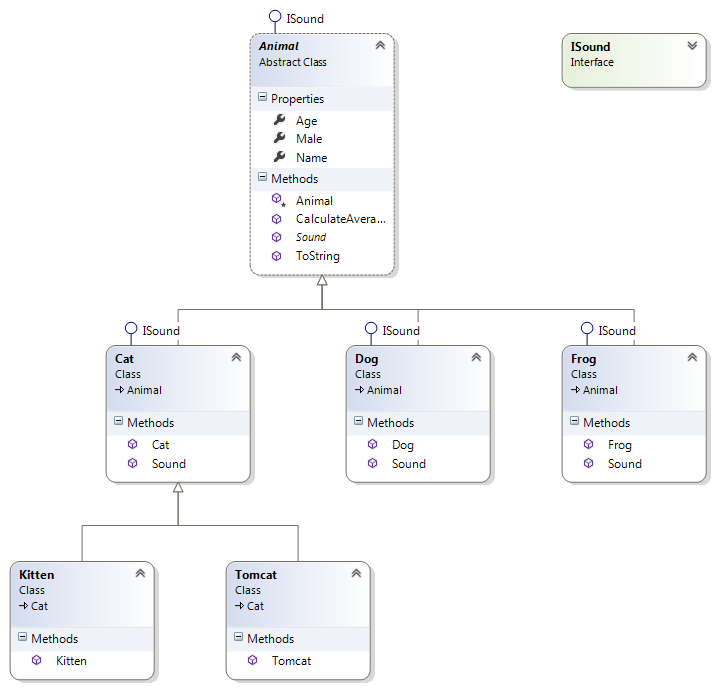 ISound
Animal
Abstract Class
Properties
Age
Male
Name
Methods
Animal
CalculateAvera...
Sound
ToString
ISound
Interface
ISound
Cat
Class
Animal
Methods
Cat
Sound
ISound
Dog
Class
Animal
Methods
Dog
Sound
ISound
Frog
Class
Animal
Methods
Frog
Sound
Kitten
Class
Cat
Methods
Kitten
Tomcat
Class
Cat
Methods
Tomcat